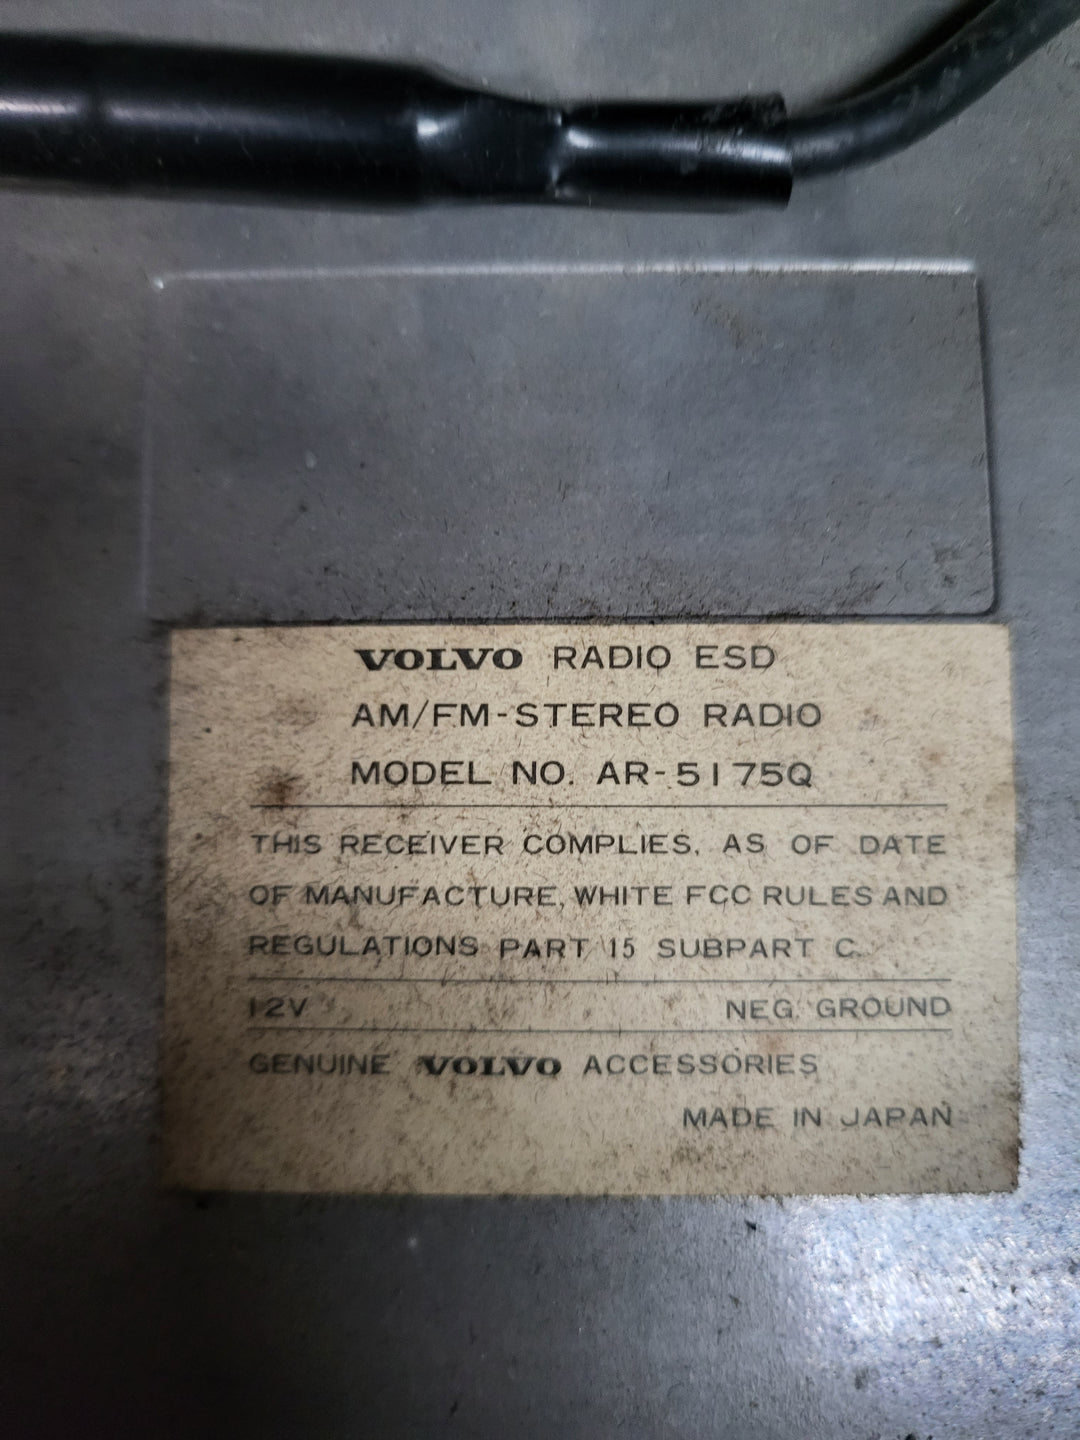 VOLVO RADIO ESD
AM/FM-STEREO RADIO
MODEL NO. AR-5175Q
THIS RECEIVER COMPLIES, AS OF DATE
OF MANUFACTURE, WHITE FCC RULES AND
REGULATIONS PART 15 SUBPART C.
12V NEG. GROUND
GENUINE VOLVO ACCESSORIES
MADE IN JAPAN